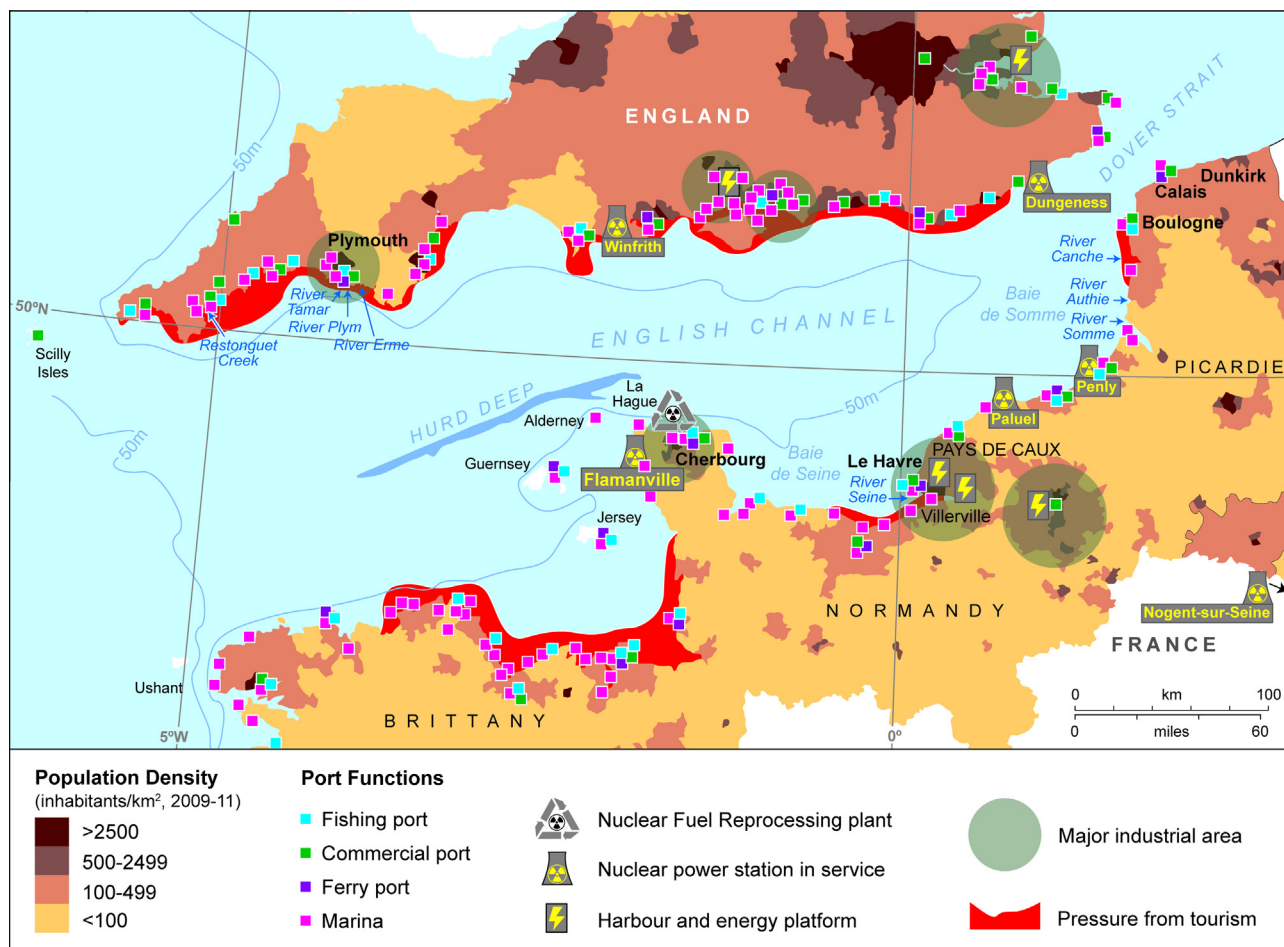 ENGLAND
DOVER STRAIT
50m
Dunkirk
Calais
Dungeness
Boulogne
Winfrith
Plymouth
River
Canche
River
Tamar
River Plym
River Erme
Restonguet
Creek
50ºN
Scilly
Isles
ENGLISH CHANNEL
Baie
de Somme
River
Authie
River
Somme
PICARDIE
Penly
Paluel
50m
50m
HURD DEEP
La
Hague
Alderney
Guernsey
Flamanville
Cherbourg
Baie
de Seine
Le Havre
PAYS DE CAUX
River
Seine
Villerville
Jersey
NORMANDY
Nogent-sur-Seine
FRANCE
Ushant
BRITTANY
5ºW
0º
0 km 100
0 miles 60
Population Density
(inhabitants/km², 2009-11)
>2500
500-2499
100-499
<100
Port Functions
Fishing port
Commercial port
Ferry port
Marina
Nuclear Fuel Reprocessing plant
Nuclear power station in service
Harbour and energy platform
Major industrial area
Pressure from tourism